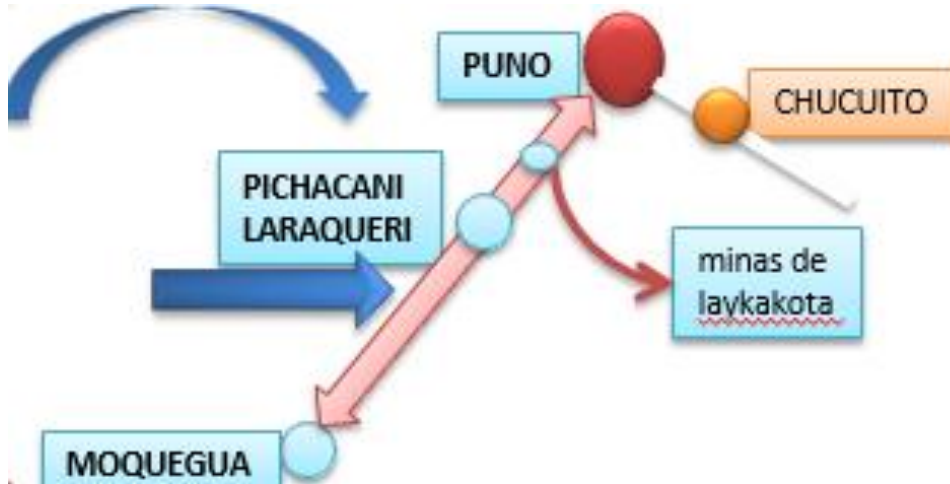 PUNO
CHUCUITO
PICHACANI
LARAQUERI
minas de
laykakota
MOQUEGUA